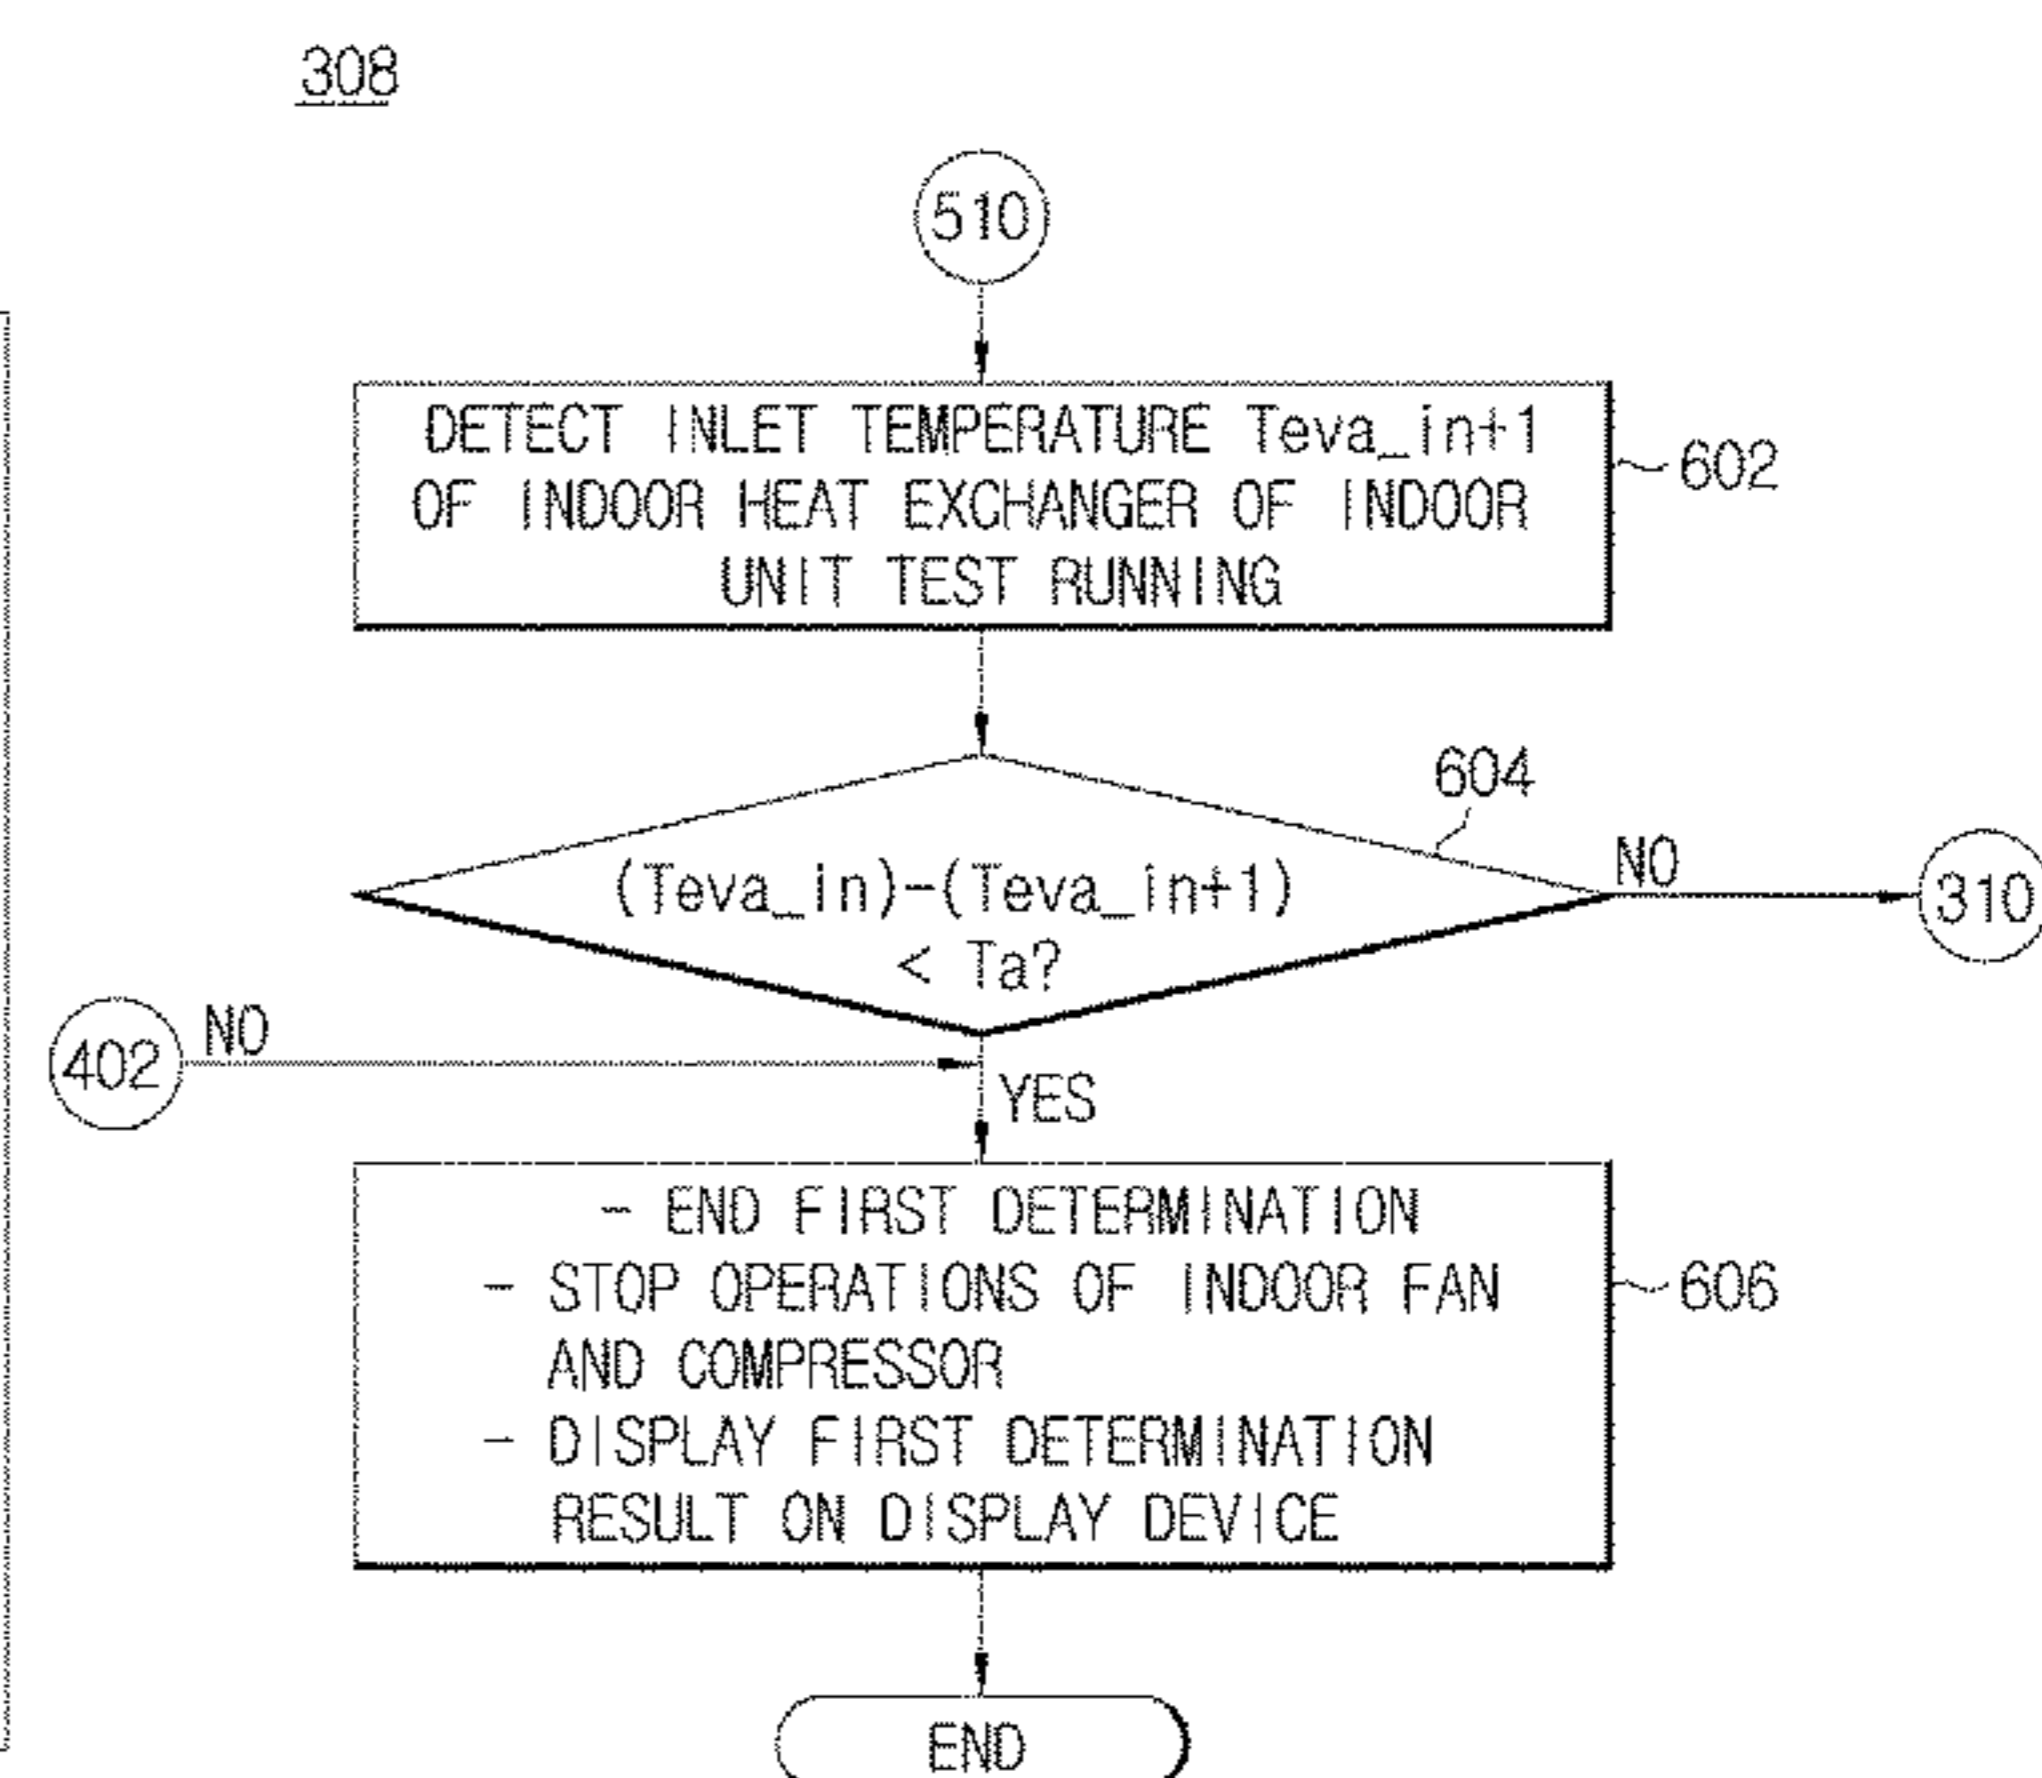 308
510
DETECT INLET TEMPERATURE Teva_in+1
OF INDOOR HEAT EXCHANGER OF INDOOR
UNIT TEST RUNNING
602
604
(Teva_in)-(Teva_in+1)
< Ta?
NO
310
402
NO
YES
- END FIRST DETERMINATION
- STOP OPERATIONS OF INDOOR FAN
AND COMPRESSOR
- DISPLAY FIRST DETERMINATION
RESULT ON DISPLAY DEVICE
606
END